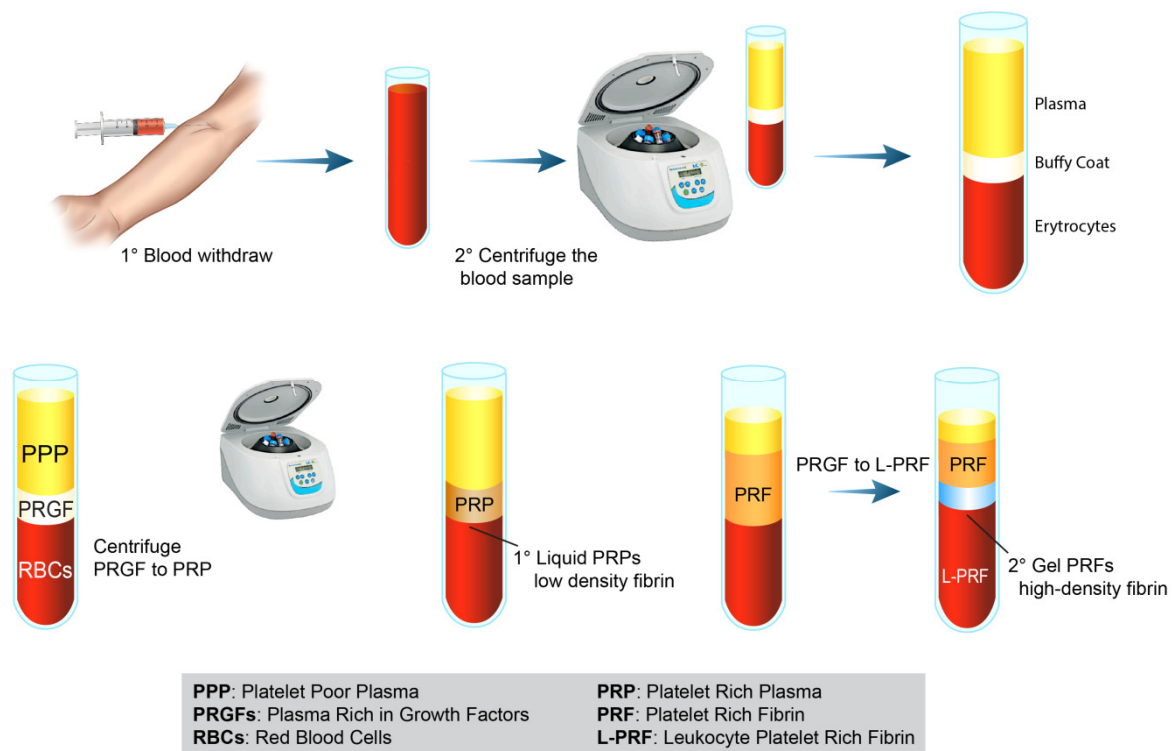 1° Blood withdraw
2° Centrifuge the
blood sample
Plasma
Buffy Coat
Erytrocytes
PPP
PRGF
RBCs
Centrifuge
PRGF to PRP
PRP
1° Liquid PRPs
low density fibrin
PRF
PRGF to L-PRF
PRF
L-PRF
2° Gel PRFs
high-density fibrin
PPP: Platelet Poor Plasma
PRGFs: Plasma Rich in Growth Factors
RBCs: Red Blood Cells
PRP: Platelet Rich Plasma
PRF: Platelet Rich Fibrin
L-PRF: Leukocyte Platelet Rich Fibrin